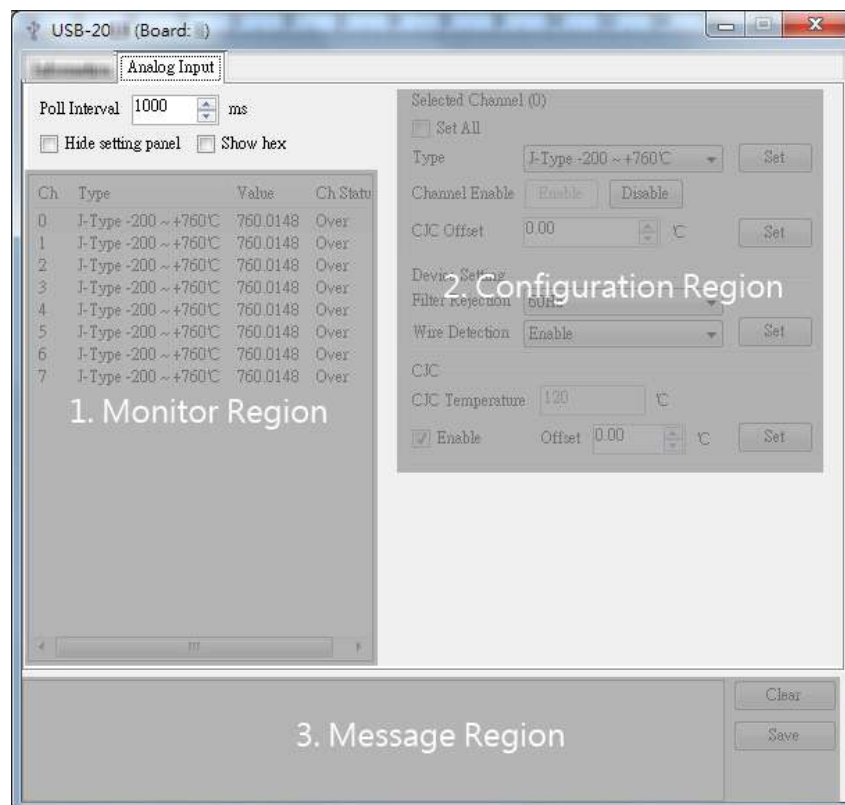 USB-20 (Board: )
Analog Input
Poll Interval 1000 ms
Hide setting panel Show hex
Ch Type Value Ch Statu
0 J-Type -200 ~ +760℃ 760.0148 Over
1 J-Type -200 ~ +760℃ 760.0148 Over
2 J-Type -200 ~ +760℃ 760.0148 Over
3 J-Type -200 ~ +760℃ 760.0148 Over
4 J-Type -200 ~ +760℃ 760.0148 Over
5 J-Type -200 ~ +760℃ 760.0148 Over
6 J-Type -200 ~ +760℃ 760.0148 Over
7 J-Type -200 ~ +760℃ 760.0148 Over
1. Monitor Region
Selected Channel (0)
Set All
Type J-Type -200 ~ +760℃ Set
Channel Enable Enable Disable
CJC Offset 0.00 ℃ Set
Device Setting
2. Configuration Region
Filter Rejection 60Hz
Wire Detection Enable Set
CJC
CJC Temperature 120 ℃
Enable Offset 0.00 ℃ Set
3. Message Region
Clear
Save